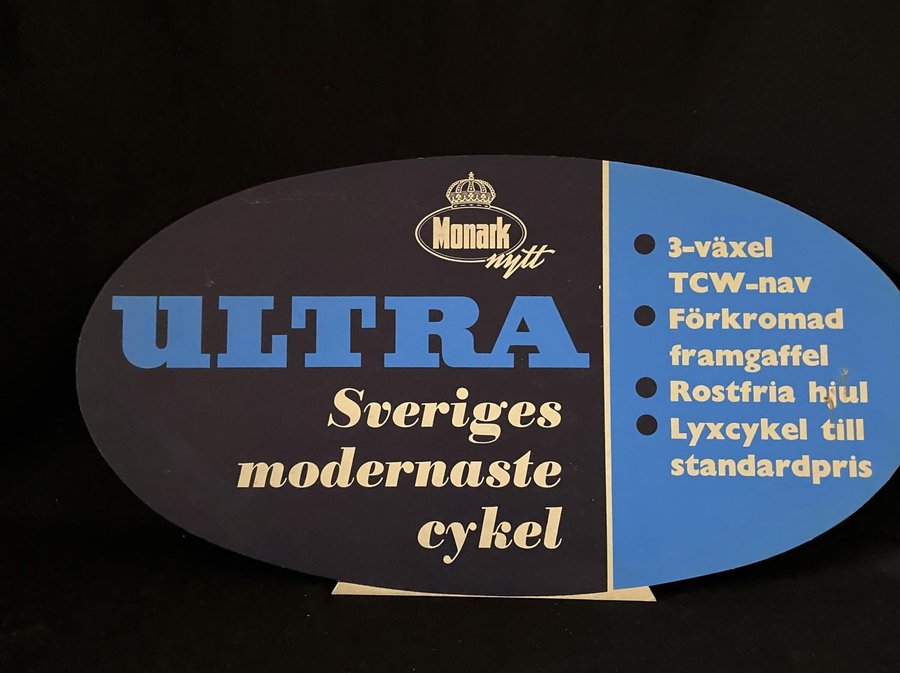 Monark
nytt
ULTRA
Sveriges
modernaste
cykel
3-växel
TCW-nav
Förkromad
framgaffel
Rostfria hjul
Lyxcykel till
standardpris